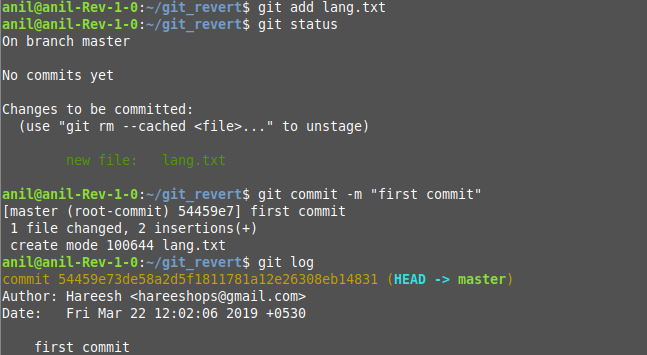 anil@anil-Rev-1-0:~/git_revert$ git add lang.txt
anil@anil-Rev-1-0:~/git_revert$ git status
On branch master
No commits yet
Changes to be committed:
  (use "git rm --cached <file>..." to unstage)
        new file:   lang.txt
anil@anil-Rev-1-0:~/git_revert$ git commit -m "first commit"
[master (root-commit) 54459e7] first commit
 1 file changed, 2 insertions(+)
 create mode 100644 lang.txt
anil@anil-Rev-1-0:~/git_revert$ git log
commit 54459e73de58a2d5f1811781a12e26308eb14831 (HEAD -> master)
Author: Hareesh <hareeshops@gmail.com>
Date:   Fri Mar 22 12:02:06 2019 +0530
    first commit